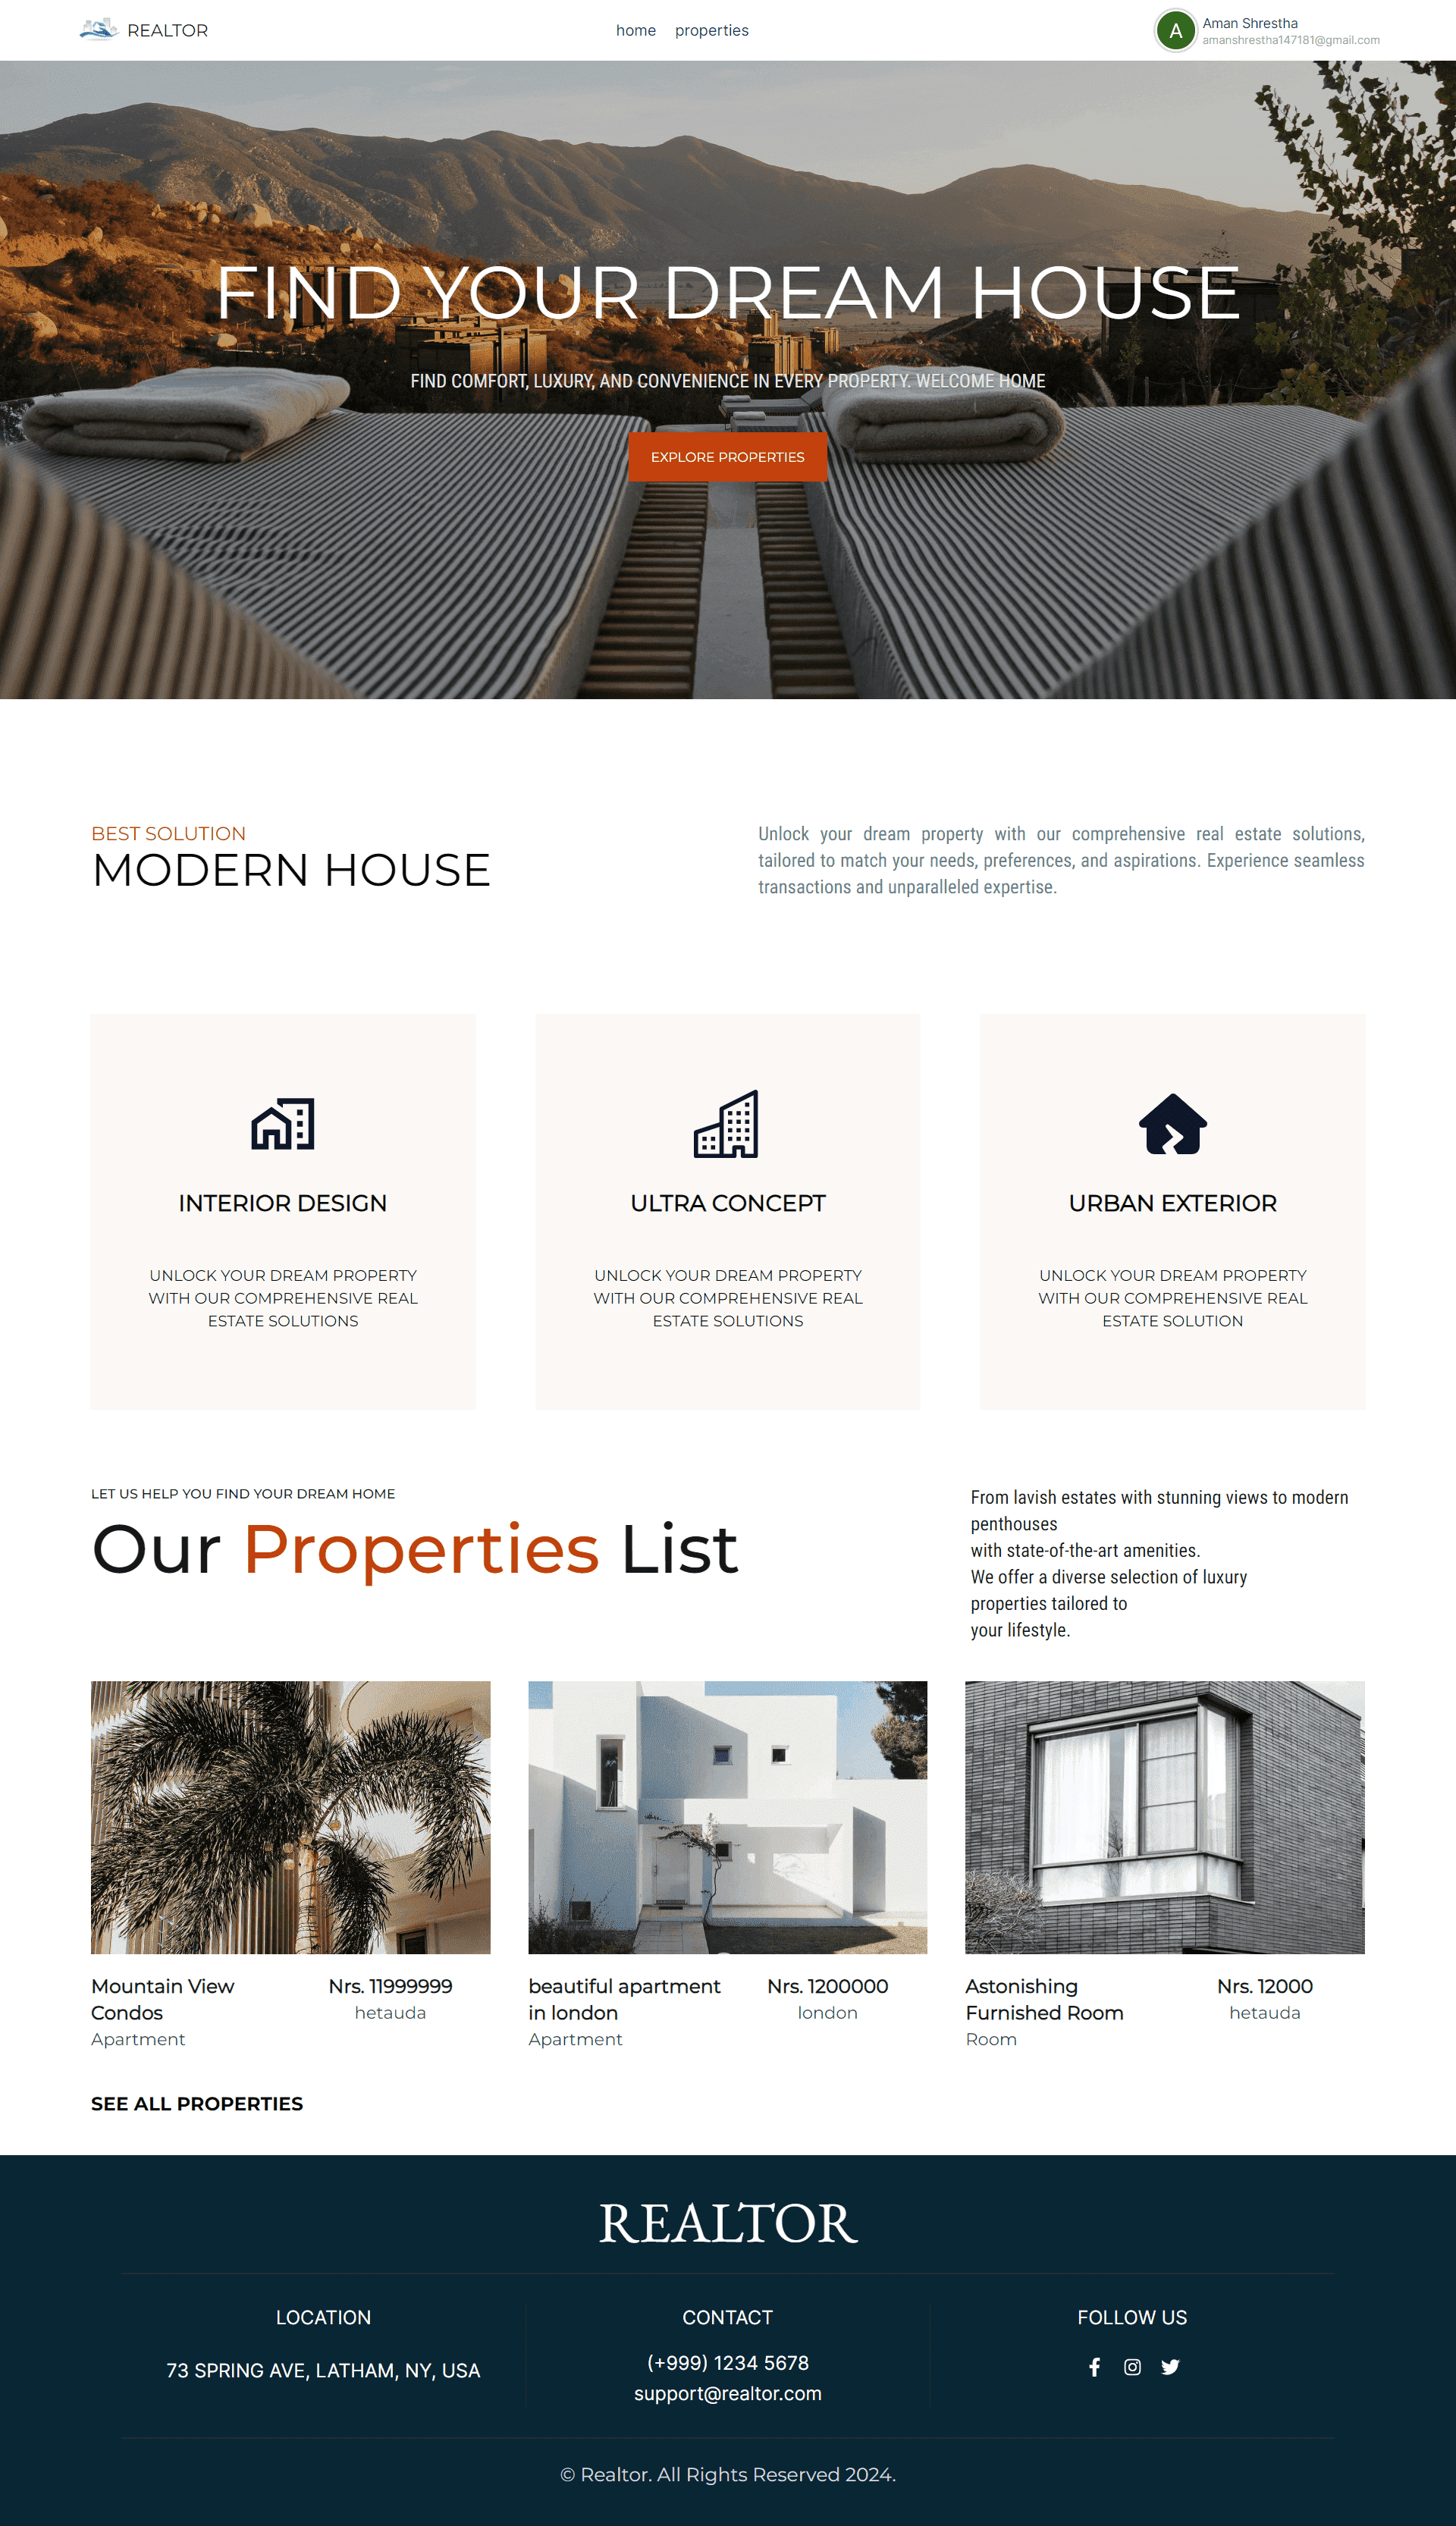 REALTOR
home
properties
A
Aman Shrestha
amanshrestha147181@gmail.com
FIND YOUR DREAM HOUSE
FIND COMFORT, LUXURY, AND CONVENIENCE IN EVERY PROPERTY. WELCOME HOME
EXPLORE PROPERTIES
BEST SOLUTION
MODERN HOUSE
Unlock your dream property with our comprehensive real estate solutions,
tailored to match your needs, preferences, and aspirations. Experience seamless
transactions and unparalleled expertise.
INTERIOR DESIGN
UNLOCK YOUR DREAM PROPERTY
WITH OUR COMPREHENSIVE REAL
ESTATE SOLUTIONS
ULTRA CONCEPT
UNLOCK YOUR DREAM PROPERTY
WITH OUR COMPREHENSIVE REAL
ESTATE SOLUTIONS
URBAN EXTERIOR
UNLOCK YOUR DREAM PROPERTY
WITH OUR COMPREHENSIVE REAL
ESTATE SOLUTION
LET US HELP YOU FIND YOUR DREAM HOME
Our Properties List
From lavish estates with stunning views to modern
penthouses
with state-of-the-art amenities.
We offer a diverse selection of luxury
properties tailored to
your lifestyle.
Mountain View
Condos
Apartment
Nrs. 11999999
hetauda
beautiful apartment
in london
Apartment
Nrs. 1200000
london
Astonishing
Furnished Room
Room
Nrs. 12000
hetauda
SEE ALL PROPERTIES
REALTOR
LOCATION
73 SPRING AVE, LATHAM, NY, USA
CONTACT
(+999) 1234 5678
support@realtor.com
FOLLOW US
© Realtor. All Rights Reserved 2024.